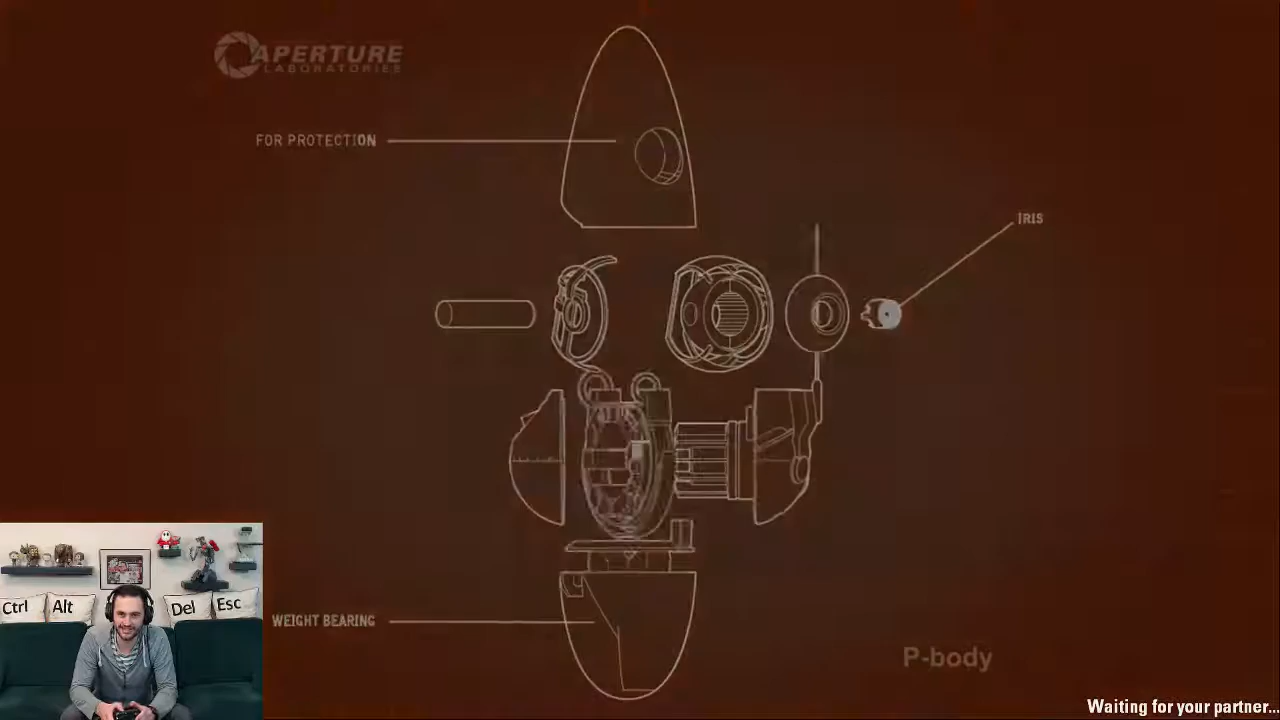 APERTURE
LABORATORIES
FOR PROTECTION
IRIS
Ctrl Alt Del Esc
WEIGHT BEARING
P-body
Waiting for your partner...